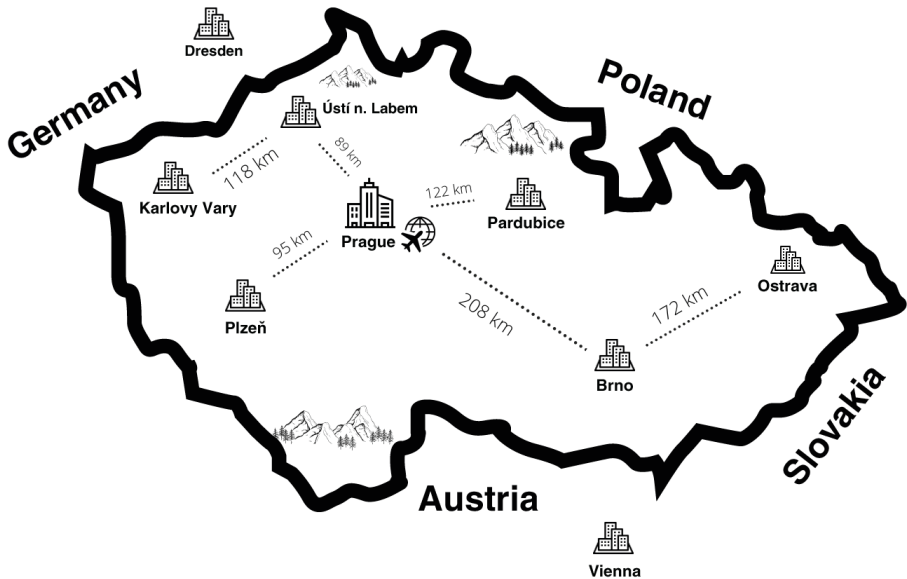 Dresden
Germany
Poland
Ústí n. Labem
118 km
89 km
Karlovy Vary
122 km
Pardubice
Prague
95 km
Plzeň
208 km
172 km
Ostrava
Brno
Slovakia
Austria
Vienna